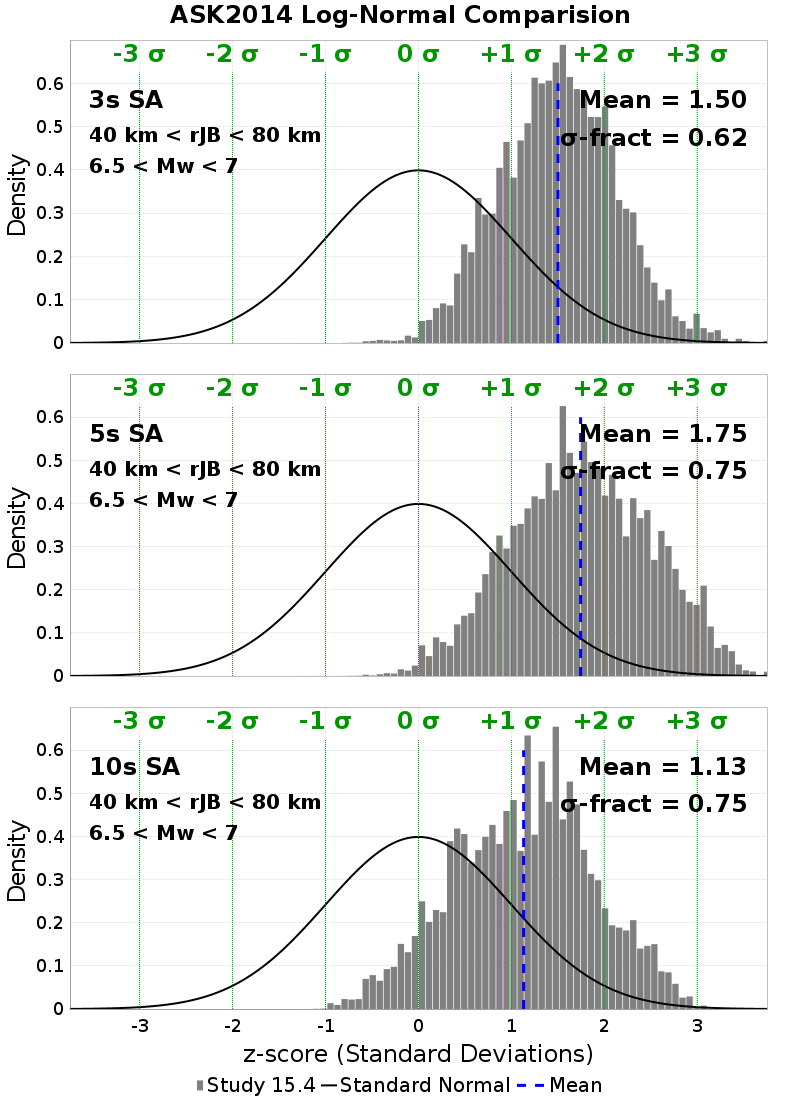 ASK2014 Log-Normal Comparision
-3 σ -2 σ -1 σ 0 σ +1 σ +2 σ +3 σ
3s SA
Mean = 1.50
40 km < rJB < 80 km
σ-fract = 0.62
6.5 < Mw < 7
Density
0.6
0.5
0.4
0.3
0.2
0.1
0
-3 σ -2 σ -1 σ 0 σ +1 σ +2 σ +3 σ
5s SA
Mean = 1.75
40 km < rJB < 80 km
σ-fract = 0.75
6.5 < Mw < 7
Density
0.6
0.5
0.4
0.3
0.2
0.1
0
-3 σ -2 σ -1 σ 0 σ +1 σ +2 σ +3 σ
10s SA
Mean = 1.13
40 km < rJB < 80 km
σ-fract = 0.75
6.5 < Mw < 7
Density
0.6
0.5
0.4
0.3
0.2
0.1
0
-3 -2 -1 0 1 2 3
z-score (Standard Deviations)
Study 15.4 Standard Normal Mean